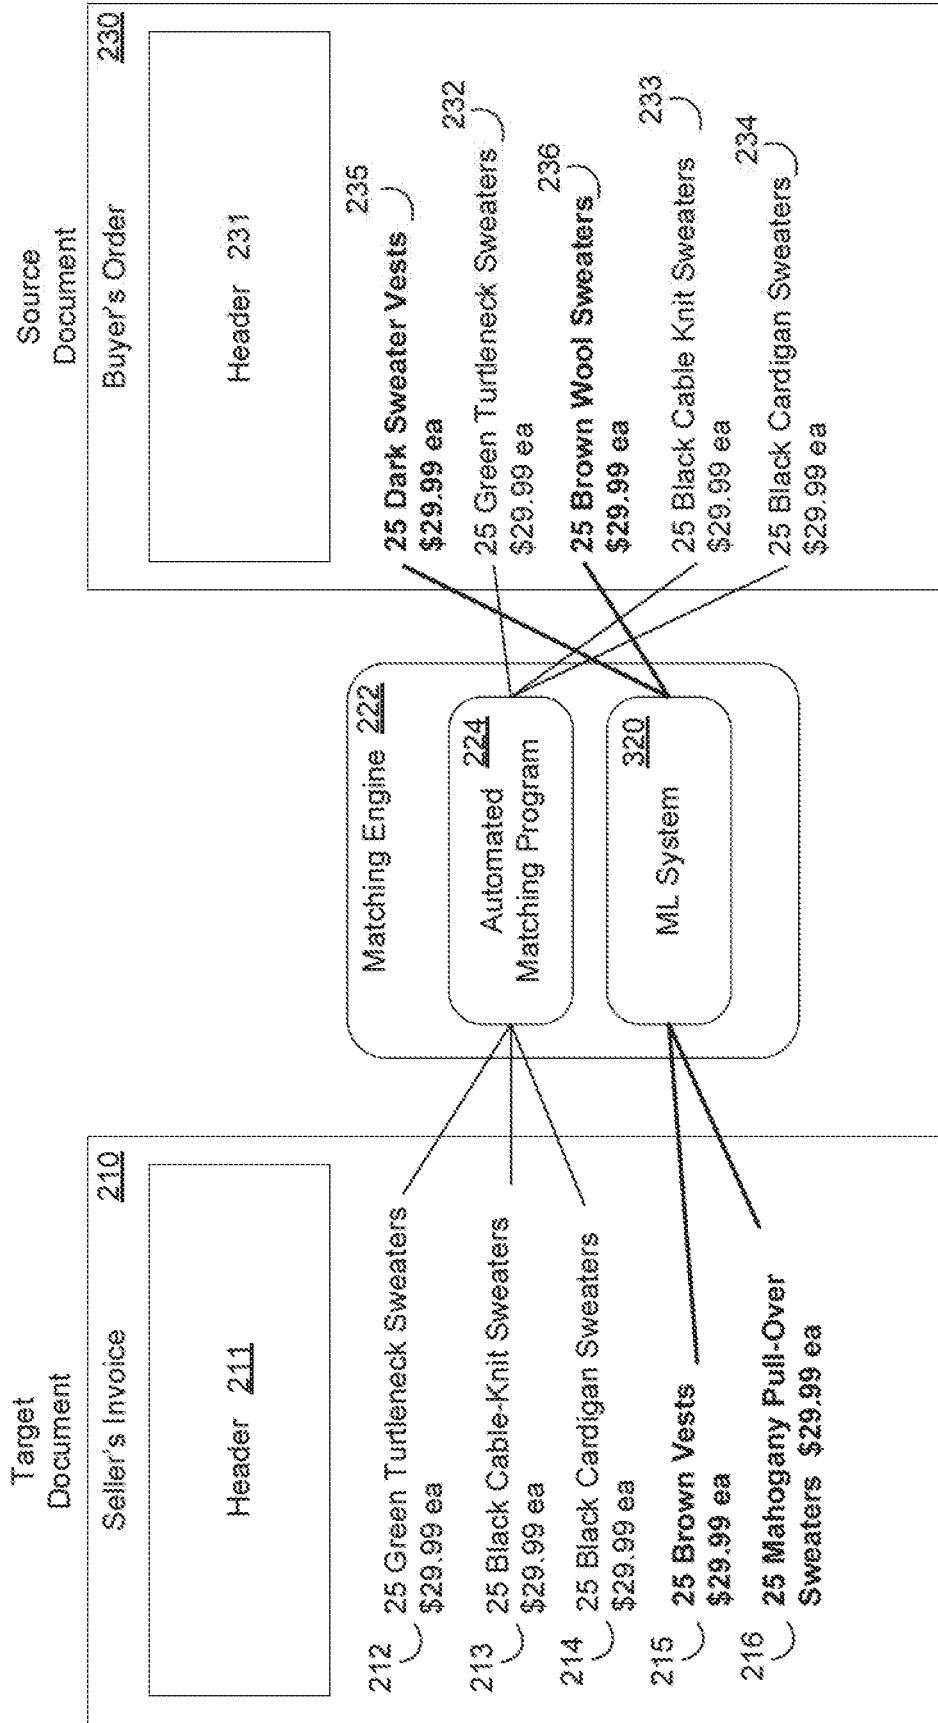 Target
Document
Seller's Invoice 210
Header 211
212 25 Green Turtleneck Sweaters
$29.99 ea
213 25 Black Cable-Knit Sweaters
$29.99 ea
214 25 Black Cardigan Sweaters
$29.99 ea
215 25 Brown Vests
$29.99 ea
216 25 Mahogany Pull-Over
Sweaters $29.99 ea
Matching Engine 222
224
Automated
Matching Program
320
ML System
Source
Document
Buyer's Order 230
Header 231
25 Dark Sweater Vests 235
$29.99 ea
25 Green Turtleneck Sweaters 232
$29.99 ea
25 Brown Wool Sweaters 236
$29.99 ea
25 Black Cable Knit Sweaters 233
$29.99 ea
25 Black Cardigan Sweaters 234
$29.99 ea